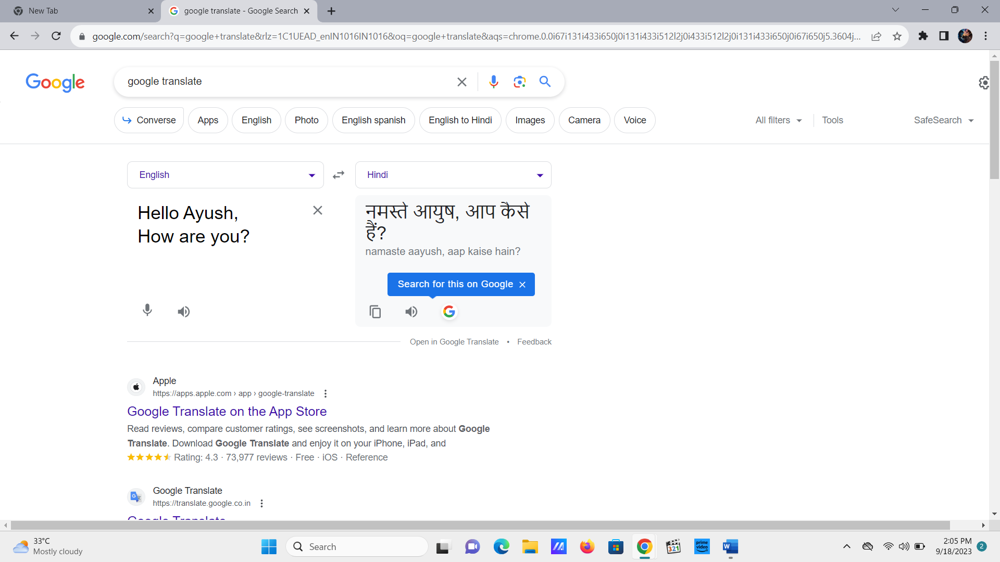 New Tab
google translate - Google Search
google.com/search?q=google+translate&rlz=1C1UEAD_enIN1016IN1016&oq=google+translate&aqs=chrome.0.0i67i131i433i650j0i131i433i512l2j0i433i512l2j0i131i433i650j0i67i650j5.3604j...
Google
google translate
Converse
Apps
English
Photo
English spanish
English to Hindi
Images
Camera
Voice
All filters
Tools
SafeSearch
English
Hindi
Hello Ayush,
How are you?
नमस्ते आयुष, आप कैसे
हैं?
namaste aayush, aap kaise hain?
Search for this on Google
Open in Google Translate • Feedback
Apple
https://apps.apple.com › app › google-translate
Google Translate on the App Store
Read reviews, compare customer ratings, see screenshots, and learn more about Google
Translate. Download Google Translate and enjoy it on your iPhone, iPad, and
Rating: 4.3 · 73,977 reviews · Free · iOS · Reference
Google Translate
https://translate.google.co.in
Google Translate
33°C
Mostly cloudy
Search
321
prime video
W
2:05 PM
9/18/2023
2